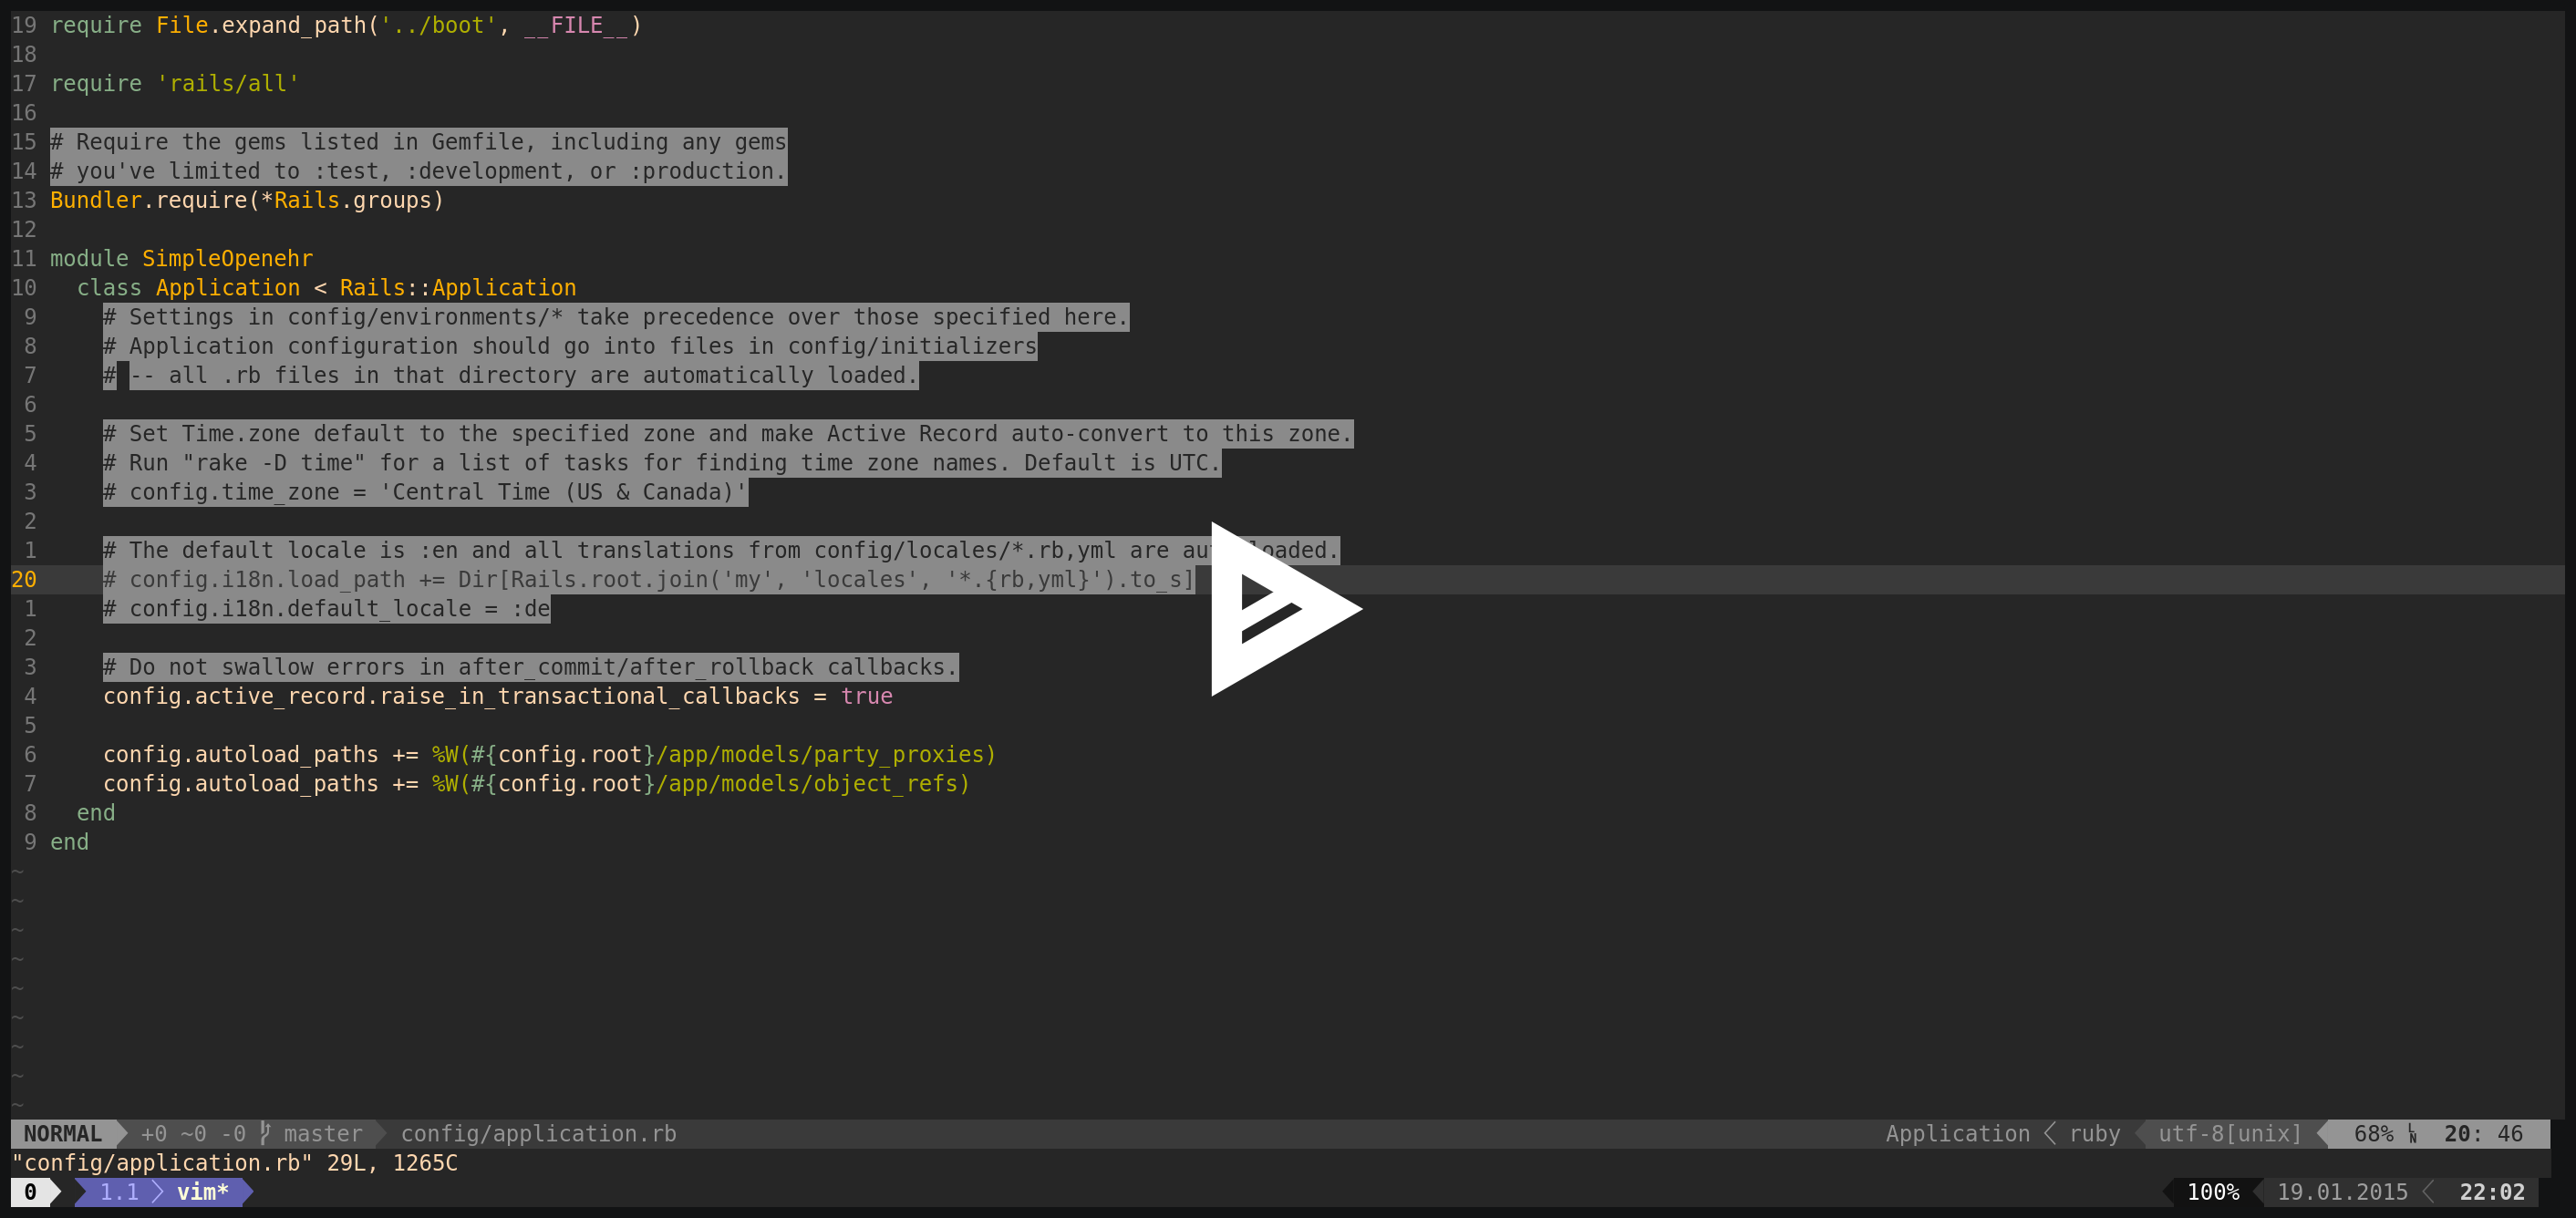 19 require File.expand_path('../boot', __FILE__)
18
17 require 'rails/all'
16
15 # Require the gems listed in Gemfile, including any gems
14 # you've limited to :test, :development, or :production.
13 Bundler.require(*Rails.groups)
12
11 module SimpleOpenehr
10   class Application < Rails::Application
 9     # Settings in config/environments/* take precedence over those specified here.
 8     # Application configuration should go into files in config/initializers
 7     # -- all .rb files in that directory are automatically loaded.
 6
 5     # Set Time.zone default to the specified zone and make Active Record auto-convert to this zone.
 4     # Run "rake -D time" for a list of tasks for finding time zone names. Default is UTC.
 3     # config.time_zone = 'Central Time (US & Canada)'
 2
 1     # The default locale is :en and all translations from config/locales/*.rb,yml are loaded.
20     # config.i18n.load_path += Dir[Rails.root.join('my', 'locales', '*.{rb,yml}').to_s]
 1     # config.i18n.default_locale = :de
 2
 3     # Do not swallow errors in after_commit/after_rollback callbacks.
 4     config.active_record.raise_in_transactional_callbacks = true
 5
 6     config.autoload_paths += %W(#{config.root}/app/models/party_proxies)
 7     config.autoload_paths += %W(#{config.root}/app/models/object_refs)
 8   end
 9 end
~
~
~
~
~
~
~
~
~
NORMAL +0 ~0 -0 master config/application.rb Application ruby utf-8[unix] 68% LN 20: 46
"config/application.rb" 29L, 1265C
0 1.1 vim* 100% 19.01.2015 22:02